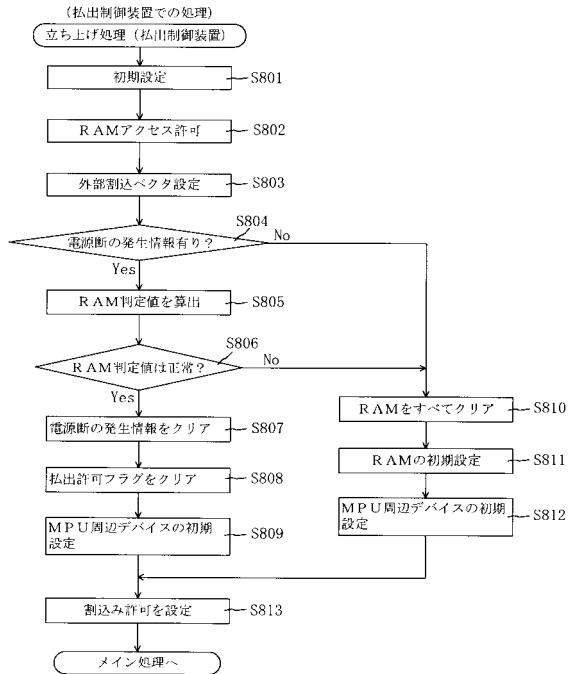 (払出制御装置での処理)
立ち上げ処理(払出制御装置)
初期設定
S801
RAMアクセス許可
S802
外部割込ベクタ設定
S803
S804
電源断の発生情報有り?
No
Yes
RAM判定値を算出
S805
S806
RAM判定値は正常?
No
Yes
電源断の発生情報をクリア
S807
払出許可フラグをクリア
S808
MPU周辺デバイスの初期
設定
S809
RAMをすべてクリア
S810
RAMの初期設定
S811
MPU周辺デバイスの初期
設定
S812
割込み許可を設定
S813
メイン処理へ